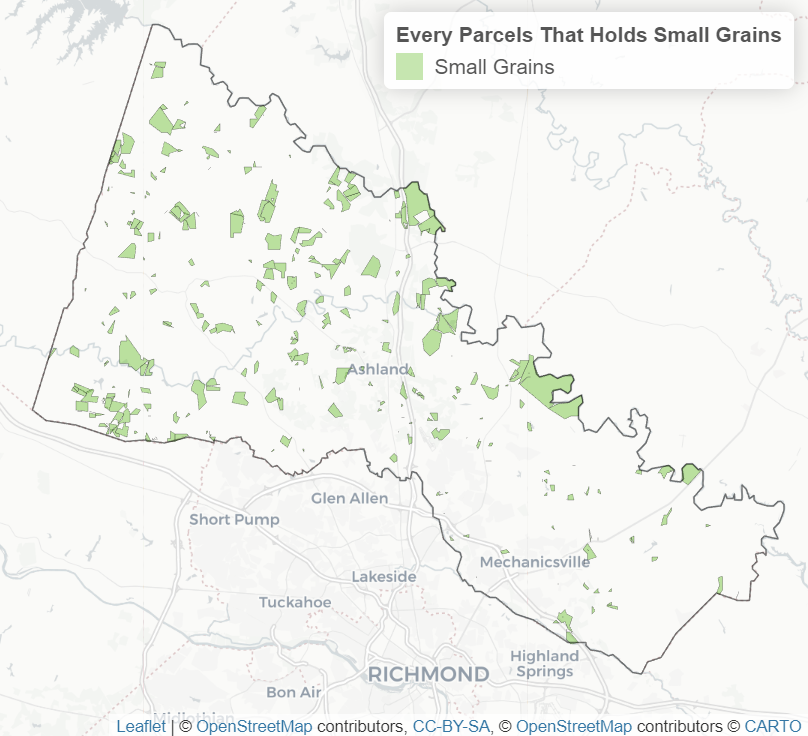 Every Parcels That Holds Small Grains
Small Grains
Ashland
Glen Allen
Short Pump
Mechanicsville
Lakeside
Tuckahoe
Highland
Springs
RICHMOND
Bon Air
Midlothian
Leaflet | © OpenStreetMap contributors, CC-BY-SA, © OpenStreetMap contributors © CARTO